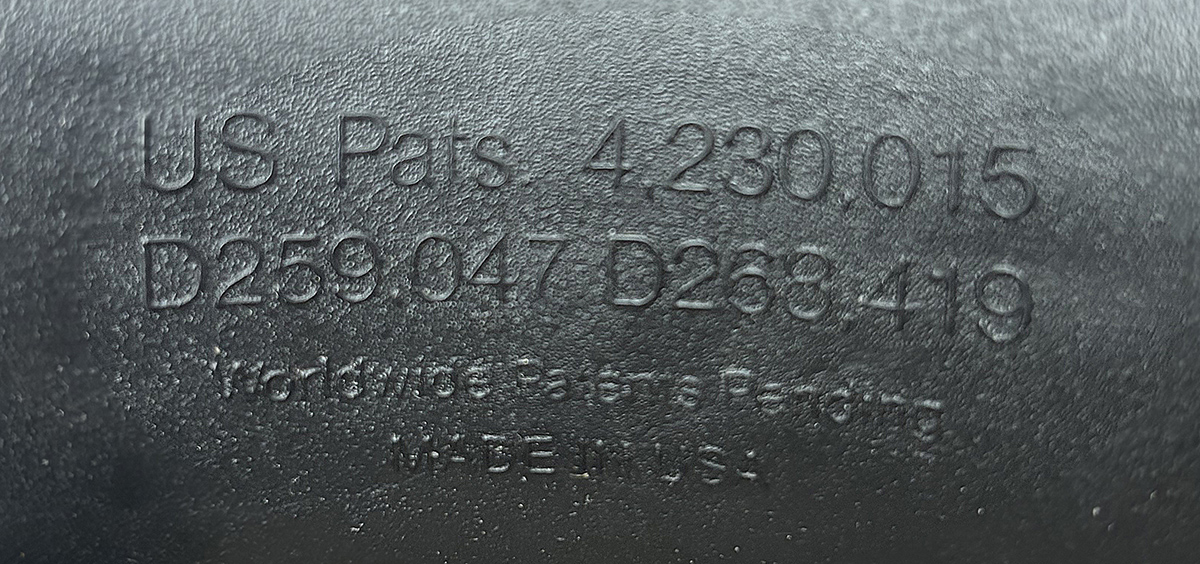 US Pats. 4,230,015
D259.047 D268,419
Worldwide Patents Pending
MADE in USA